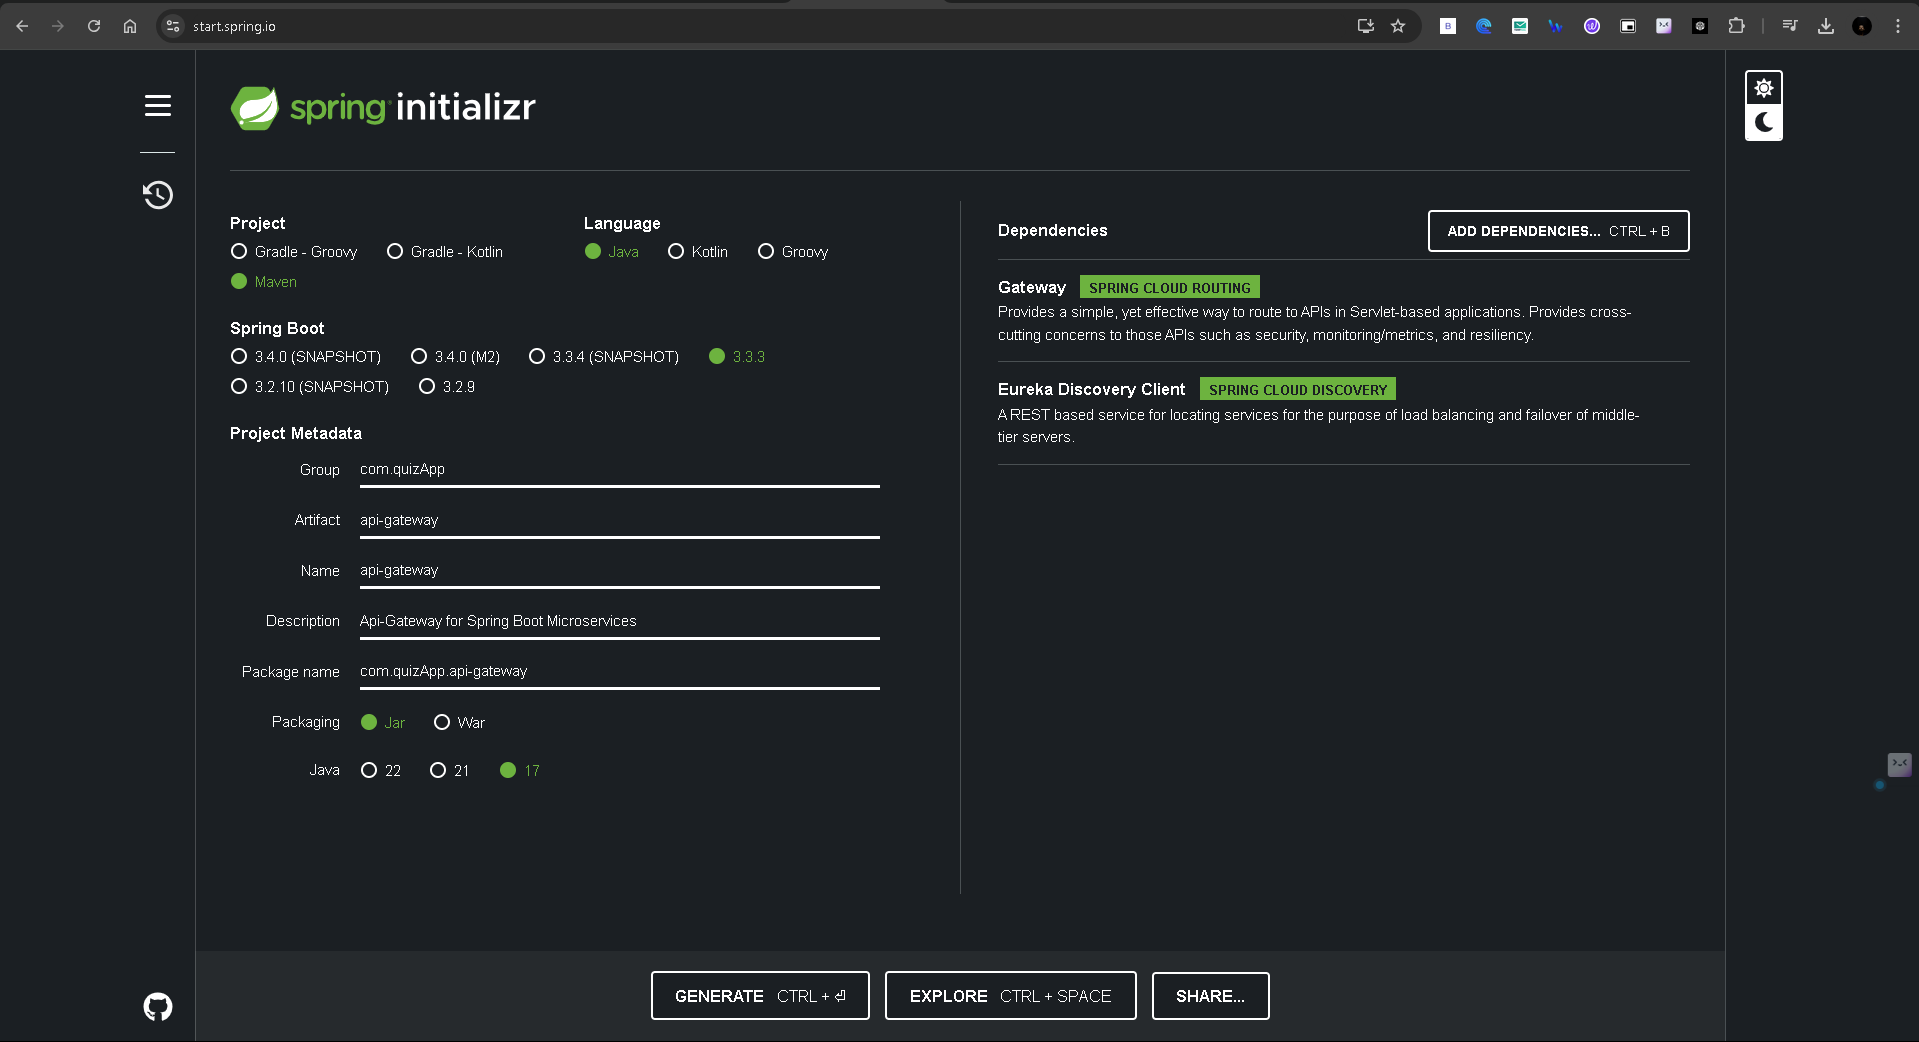 start.spring.io
spring initializr
Project
Gradle - Groovy Gradle - Kotlin
Maven
Language
Java Kotlin Groovy
Spring Boot
3.4.0 (SNAPSHOT) 3.4.0 (M2) 3.3.4 (SNAPSHOT) 3.3.3
3.2.10 (SNAPSHOT) 3.2.9
Project Metadata
Group com.quizApp
Artifact api-gateway
Name api-gateway
Description Api-Gateway for Spring Boot Microservices
Package name com.quizApp.api-gateway
Packaging Jar War
Java 22 21 17
Dependencies
ADD DEPENDENCIES... CTRL + B
Gateway SPRING CLOUD ROUTING
Provides a simple, yet effective way to route to APIs in Servlet-based applications. Provides cross-
cutting concerns to those APIs such as security, monitoring/metrics, and resiliency.
Eureka Discovery Client SPRING CLOUD DISCOVERY
A REST based service for locating services for the purpose of load balancing and failover of middle-
tier servers.
GENERATE CTRL + ⏎
EXPLORE CTRL + SPACE
SHARE...